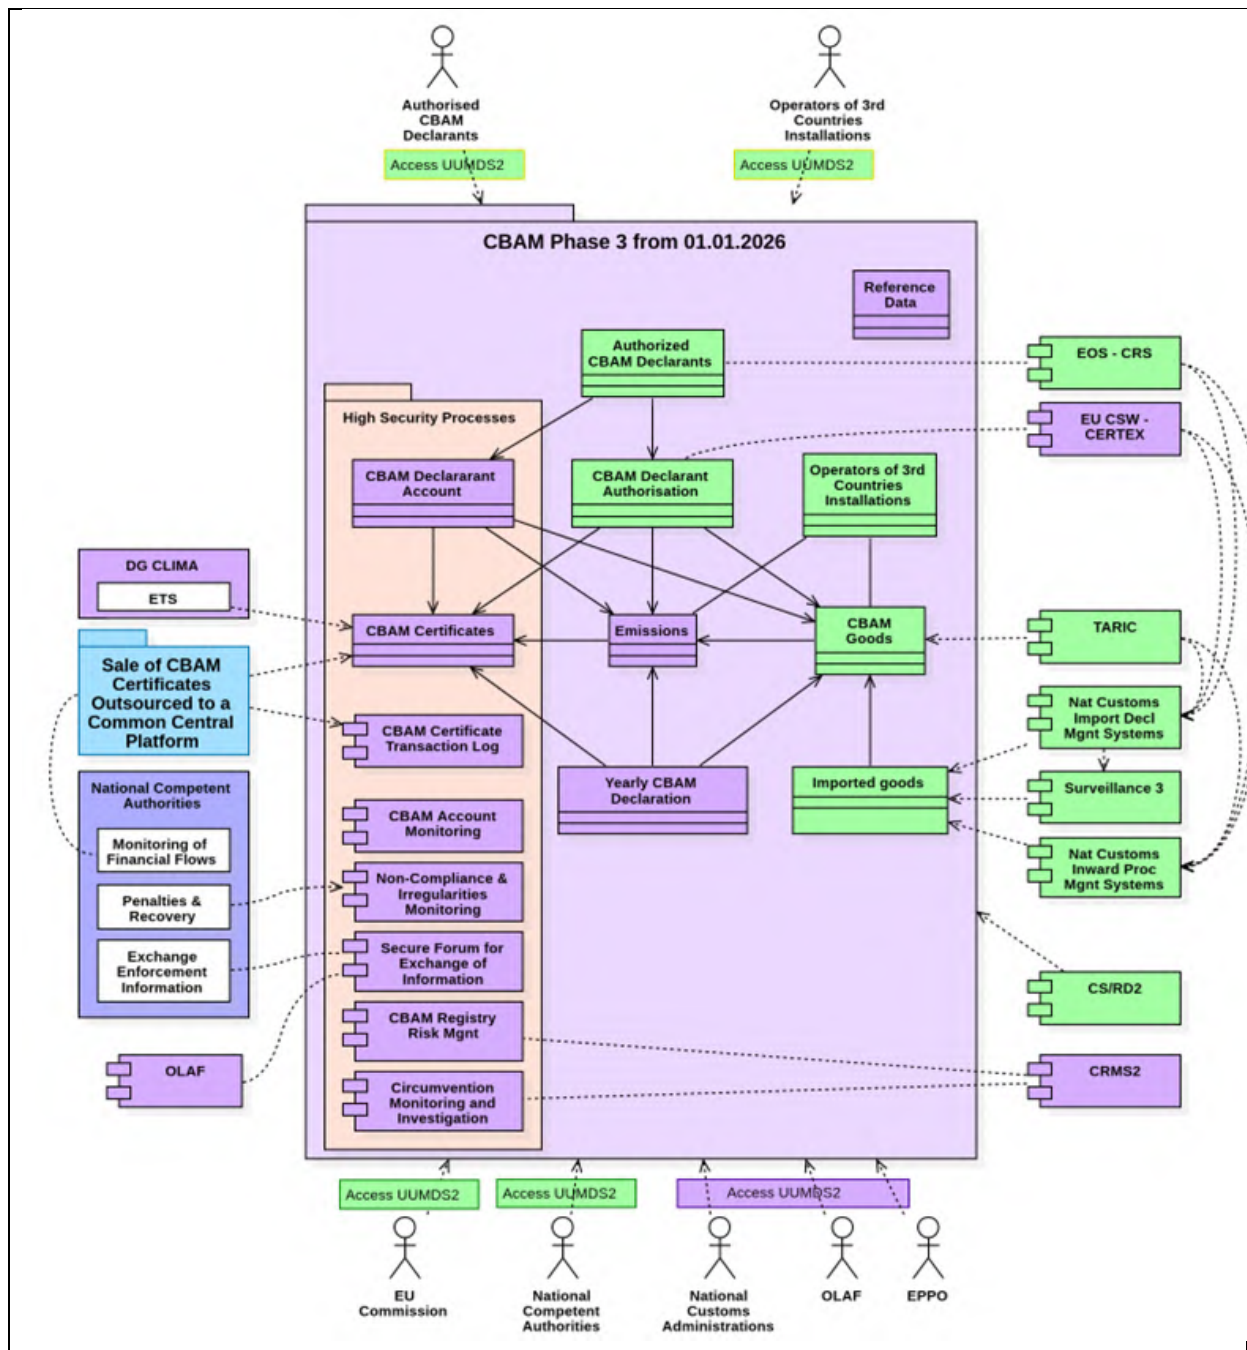 Authorised
CBAM
Declarants
Access UUMDS2
Operators of 3rd
Countries
Installations
Access UUMDS2
CBAM Phase 3 from 01.01.2026
Reference
Data
Authorized
CBAM Declarants
High Security Processes
CBAM Declararant
Account
CBAM Declarant
Authorisation
Operators of 3rd
Countries
Installations
EOS - CRS
EU CSW -
CERTEX
DG CLIMA
ETS
CBAM Certificates
Emissions
CBAM
Goods
TARIC
Sale of CBAM
Certificates
Outsourced to a
Common Central
Platform
CBAM Certificate
Transaction Log
Nat Customs
Import Decl
Mgnt Systems
Yearly CBAM
Declaration
Imported goods
Surveillance 3
National Competent
Authorities
Monitoring of
Financial Flows
Penalties &
Recovery
Exchange
Enforcement
Information
CBAM Account
Monitoring
Non-Compliance &
Irregularities
Monitoring
Secure Forum for
Exchange of
Information
CBAM Registry
Risk Mgnt
Circumvention
Monitoring and
Investigation
Nat Customs
Inward Proc
Mgnt Systems
CS/RD2
CRMS2
OLAF
Access UUMDS2
Access UUMDS2
Access UUMDS2
EU
Commission
National
Competent
Authorities
National
Customs
Administrations
OLAF
EPPO